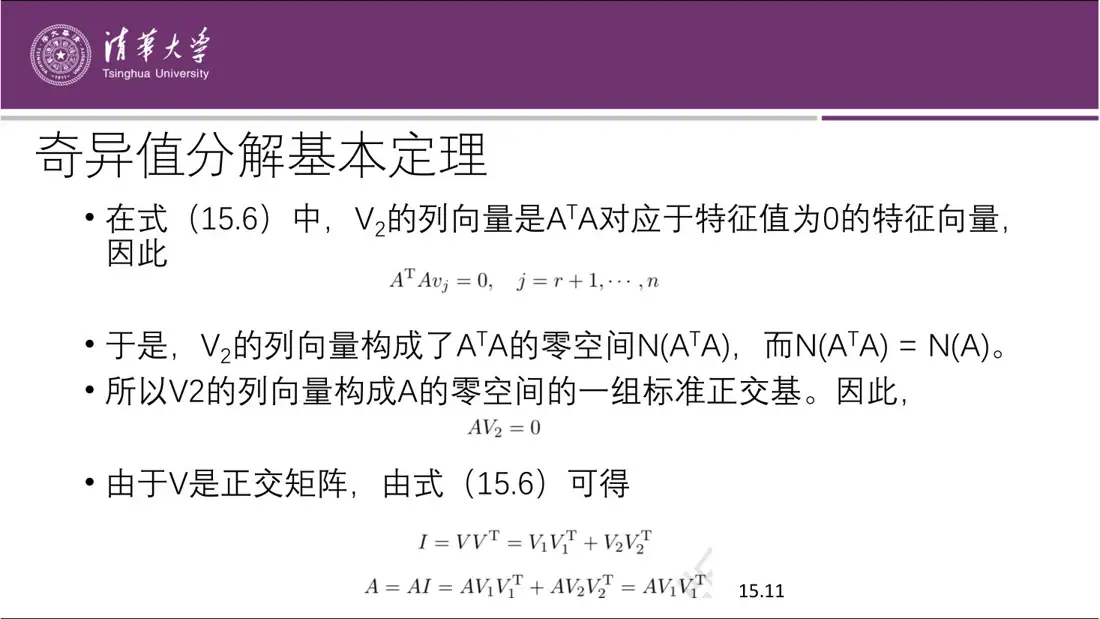 清华大学
Tsinghua University
奇异值分解基本定理
• 在式（15.6）中，V₂的列向量是AᵀA对应于特征值为0的特征向量，
因此
AᵀAvⱼ = 0, j = r + 1, ⋯ , n
• 于是，V₂的列向量构成了AᵀA的零空间N(AᵀA)，而N(AᵀA) = N(A)。
• 所以V2的列向量构成A的零空间的一组标准正交基。因此，
AV₂ = 0
• 由于V是正交矩阵，由式（15.6）可得
I = VVᵀ = V₁V₁ᵀ + V₂V₂ᵀ
A = AI = AV₁V₁ᵀ + AV₂V₂ᵀ = AV₁V₁ᵀ 15.11